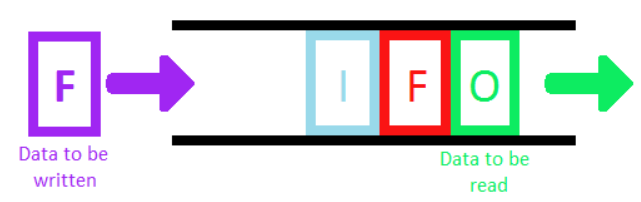 F I F O
Data to be
written
Data to be
read